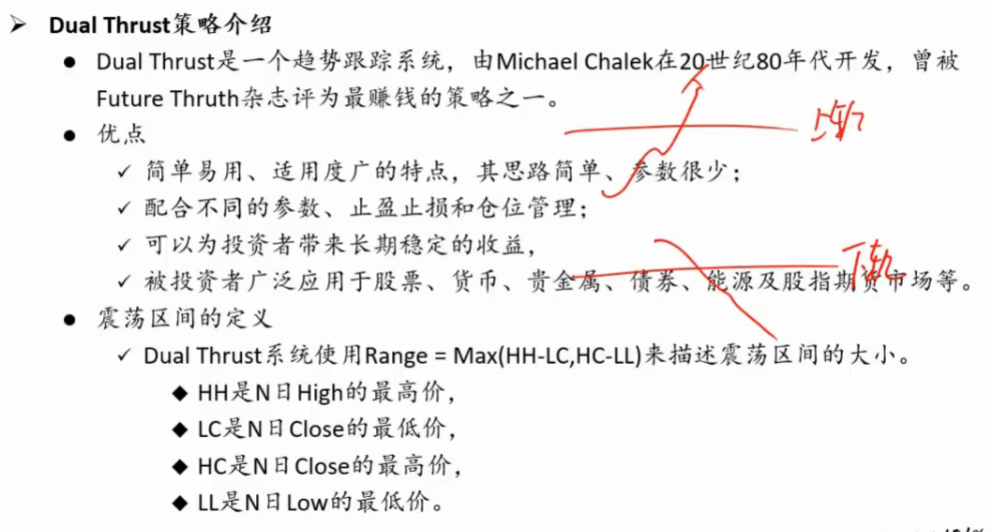 Dual Thrust策略介绍
Dual Thrust是一个趋势跟踪系统，由Michael Chalek在20世纪80年代开发，曾被
Future Thruth杂志评为最赚钱的策略之一。
优点
上轨
简单易用、适用度广的特点，其思路简单、参数很少；
配合不同的参数、止盈止损和仓位管理；
可以为投资者带来长期稳定的收益，
下轨
被投资者广泛应用于股票、货币、贵金属、债券、能源及股指期货市场等。
震荡区间的定义
Dual Thrust系统使用Range = Max(HH-LC,HC-LL)来描述震荡区间的大小。
HH是N日High的最高价，
LC是N日Close的最低价，
HC是N日Close的最高价，
LL是N日Low的最低价。